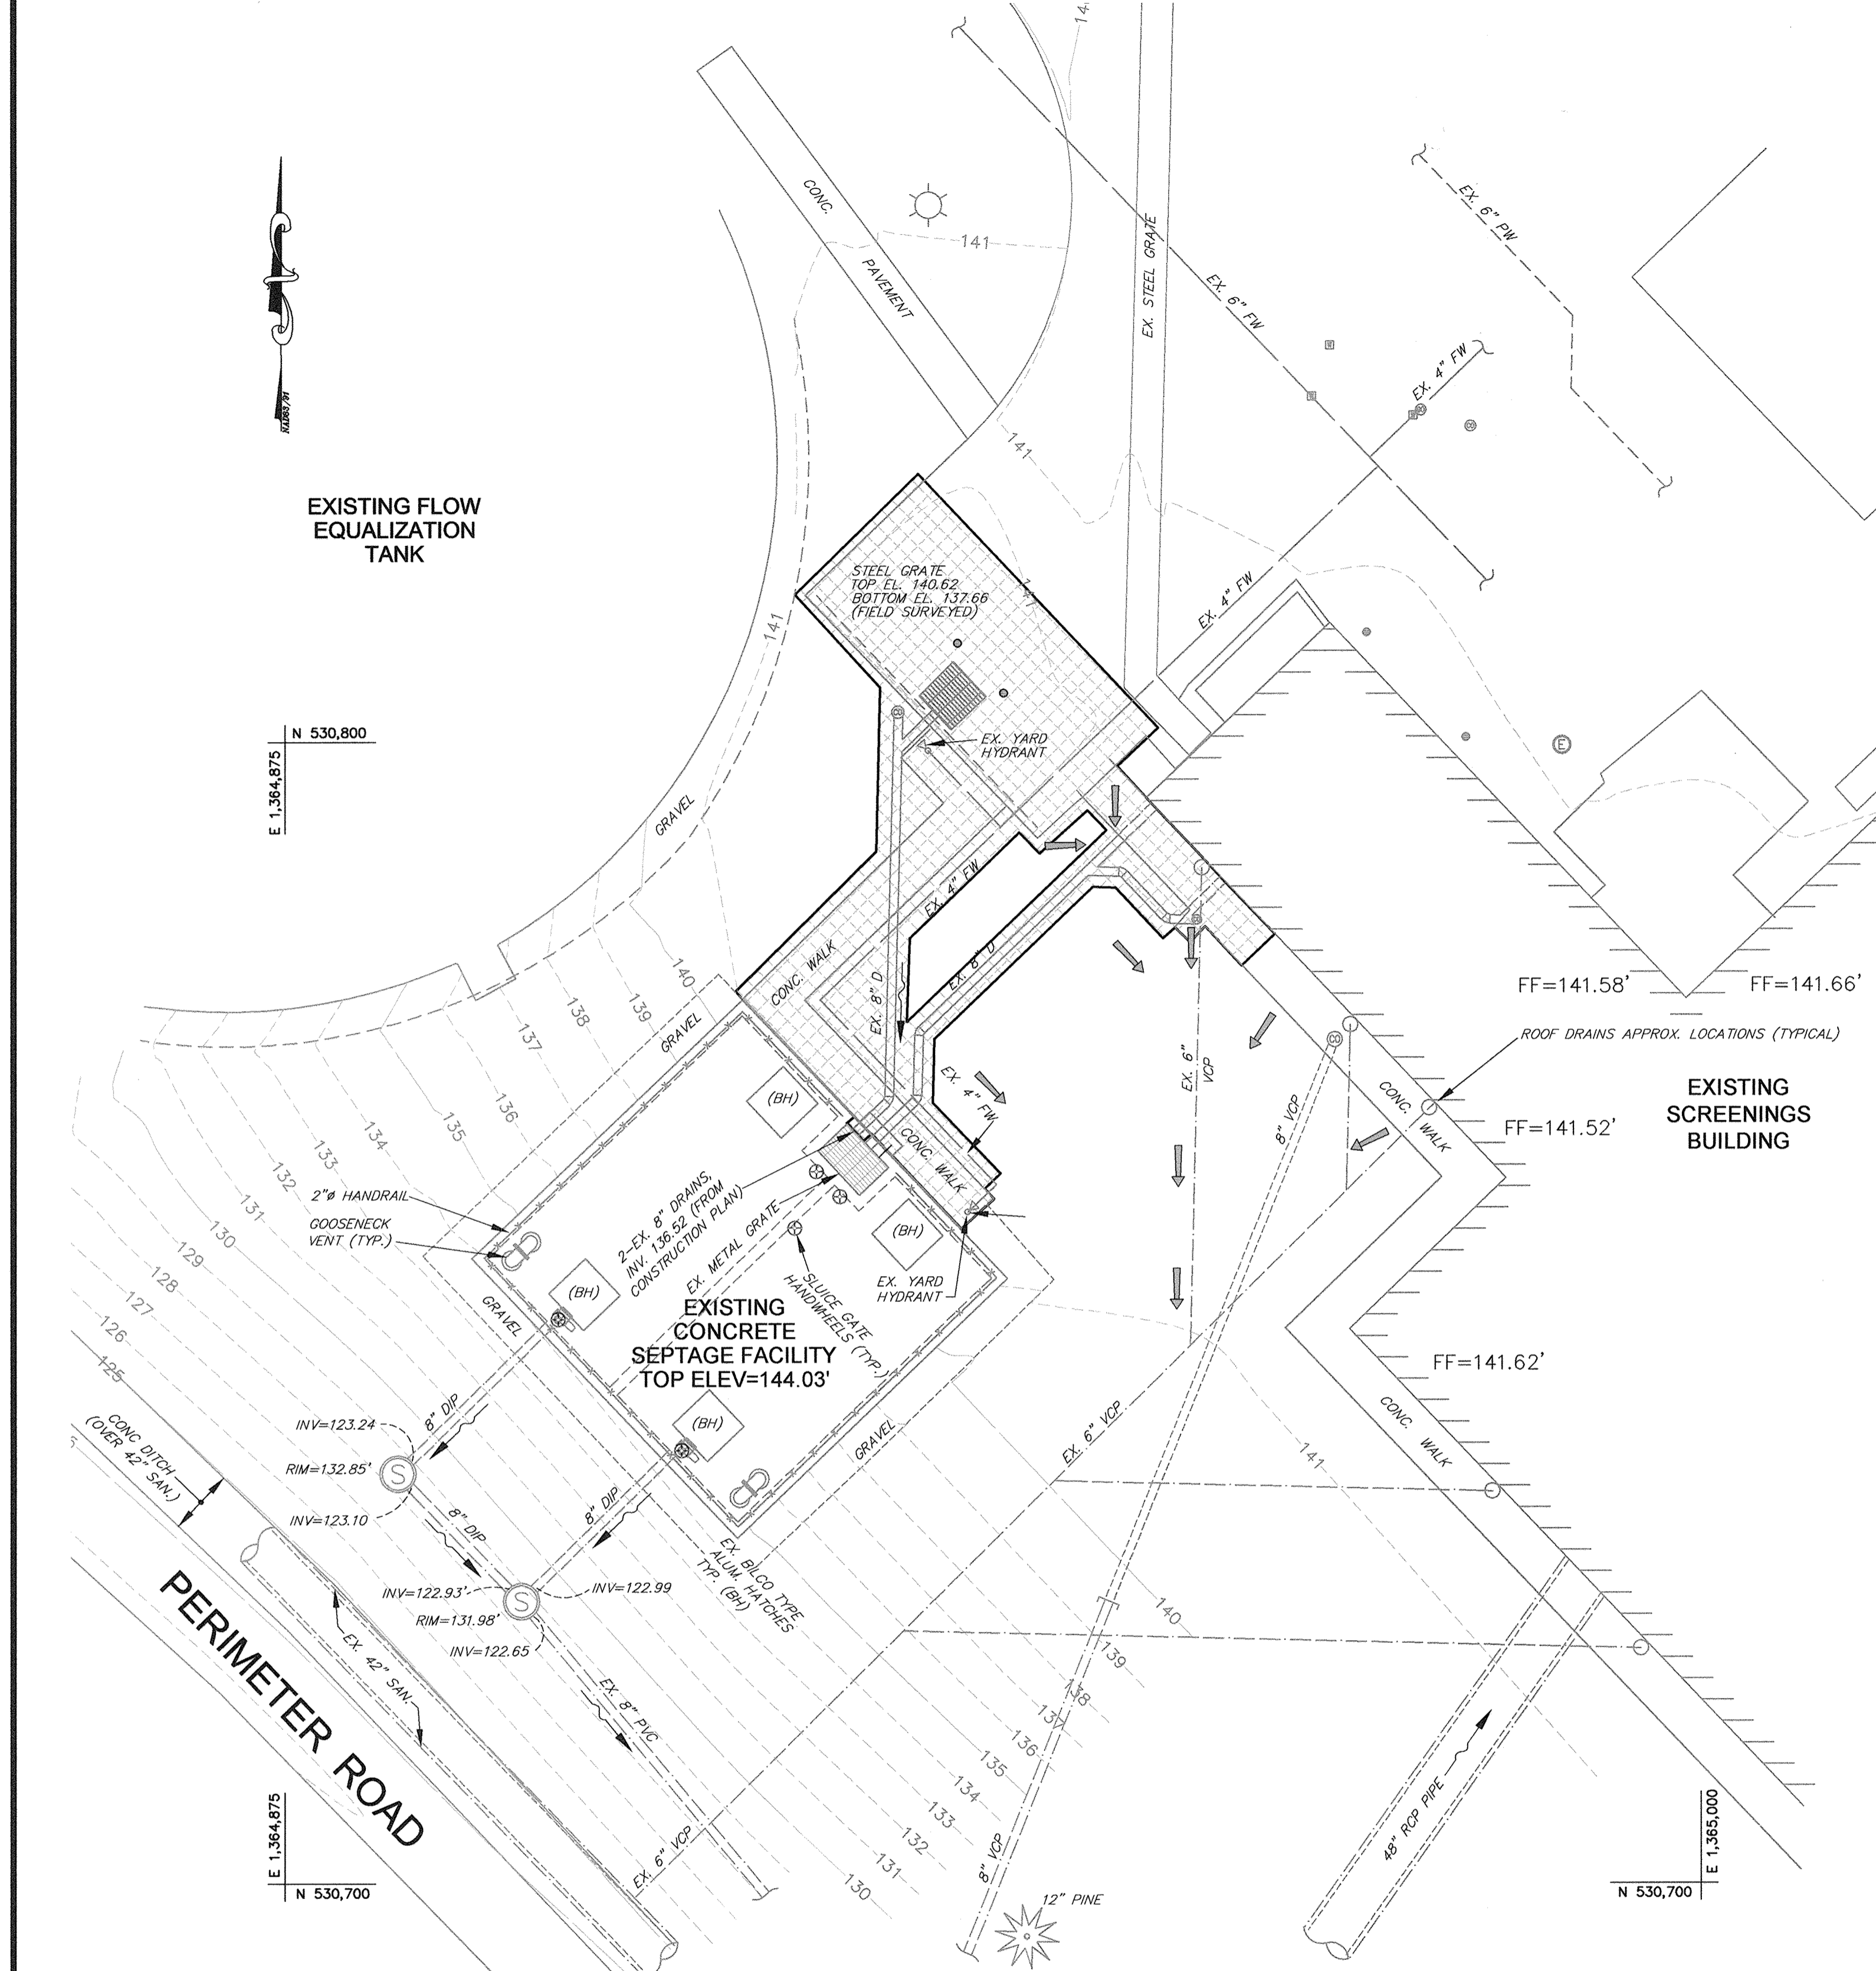 14
CONC.
PAVEMENT
141
EX. STEEL GRATE
EX. 6" FW
EX. 6" PW
EX. 4" FW
NAD83/91
141
EXISTING FLOW
EQUALIZATION
TANK
STEEL GRATE
TOP EL. 140.62
BOTTOM EL. 137.66
(FIELD SURVEYED)
141
141
EX. 4" FW
N 530,800
E 1,364,875
EX. YARD
HYDRANT
E
GRAVEL
EX. 4" FW
CONC. WALK
EX. 8" D
EX. 8" D
140
139
138
137
136
135
134
133
132
131
130
129
128
127
126
125
GRAVEL
FF=141.58'
FF=141.66'
ROOF DRAINS APPROX. LOCATIONS (TYPICAL)
EX. 6"
VCP
8" VCP
EX. 4" FW
CONC. WALK
CONC.
WALK
EXISTING
SCREENINGS
BUILDING
FF=141.52'
(BH)
(BH)
(BH)
(BH)
2"ø HANDRAIL
GOOSENECK
VENT (TYP.)
2-EX. 8" DRAINS,
INV. 136.52 (FROM
CONSTRUCTION PLAN)
EX. METAL GRATE
SLUICE GATE
HANDWHEELS (TYP.)
EX. YARD
HYDRANT
GRAVEL
EXISTING
CONCRETE
SEPTAGE FACILITY
TOP ELEV=144.03'
FF=141.62'
CONC.
WALK
CONC DITCH
(OVER 42" SAN.)
8" DIP
INV=123.24
RIM=132.85'
S
INV=123.10
8" DIP
8" DIP
GRAVEL
EX. 6" VCP
141
EX. BILCO TYPE
ALUM. HATCHES
TYP. (BH)
INV=122.93'
INV=122.99
S
RIM=131.98'
INV=122.65
EX. 42" SAN.
EX. 8" PVC
PERIMETER ROAD
140
139
138
137
136
135
134
133
132
131
130
EX. 6" VCP
8" VCP
48" RCP PIPE
12" PINE
E 1,364,875
N 530,700
E 1,365,000
N 530,700